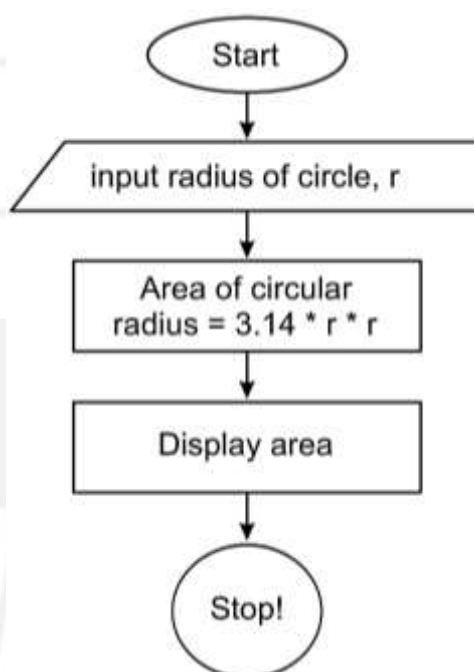 Start
input radius of circle, r
Area of circular
radius = 3.14 * r * r
Display area
Stop!